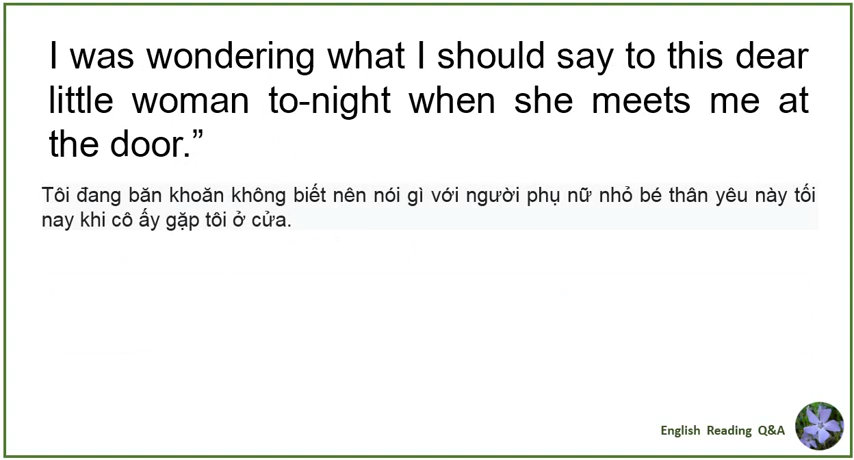 I was wondering what I should say to this dear
little woman to-night when she meets me at
the door.”
Tôi đang băn khoăn không biết nên nói gì với người phụ nữ nhỏ bé thân yêu này tối
nay khi cô ấy gặp tôi ở cửa.
English Reading Q&A